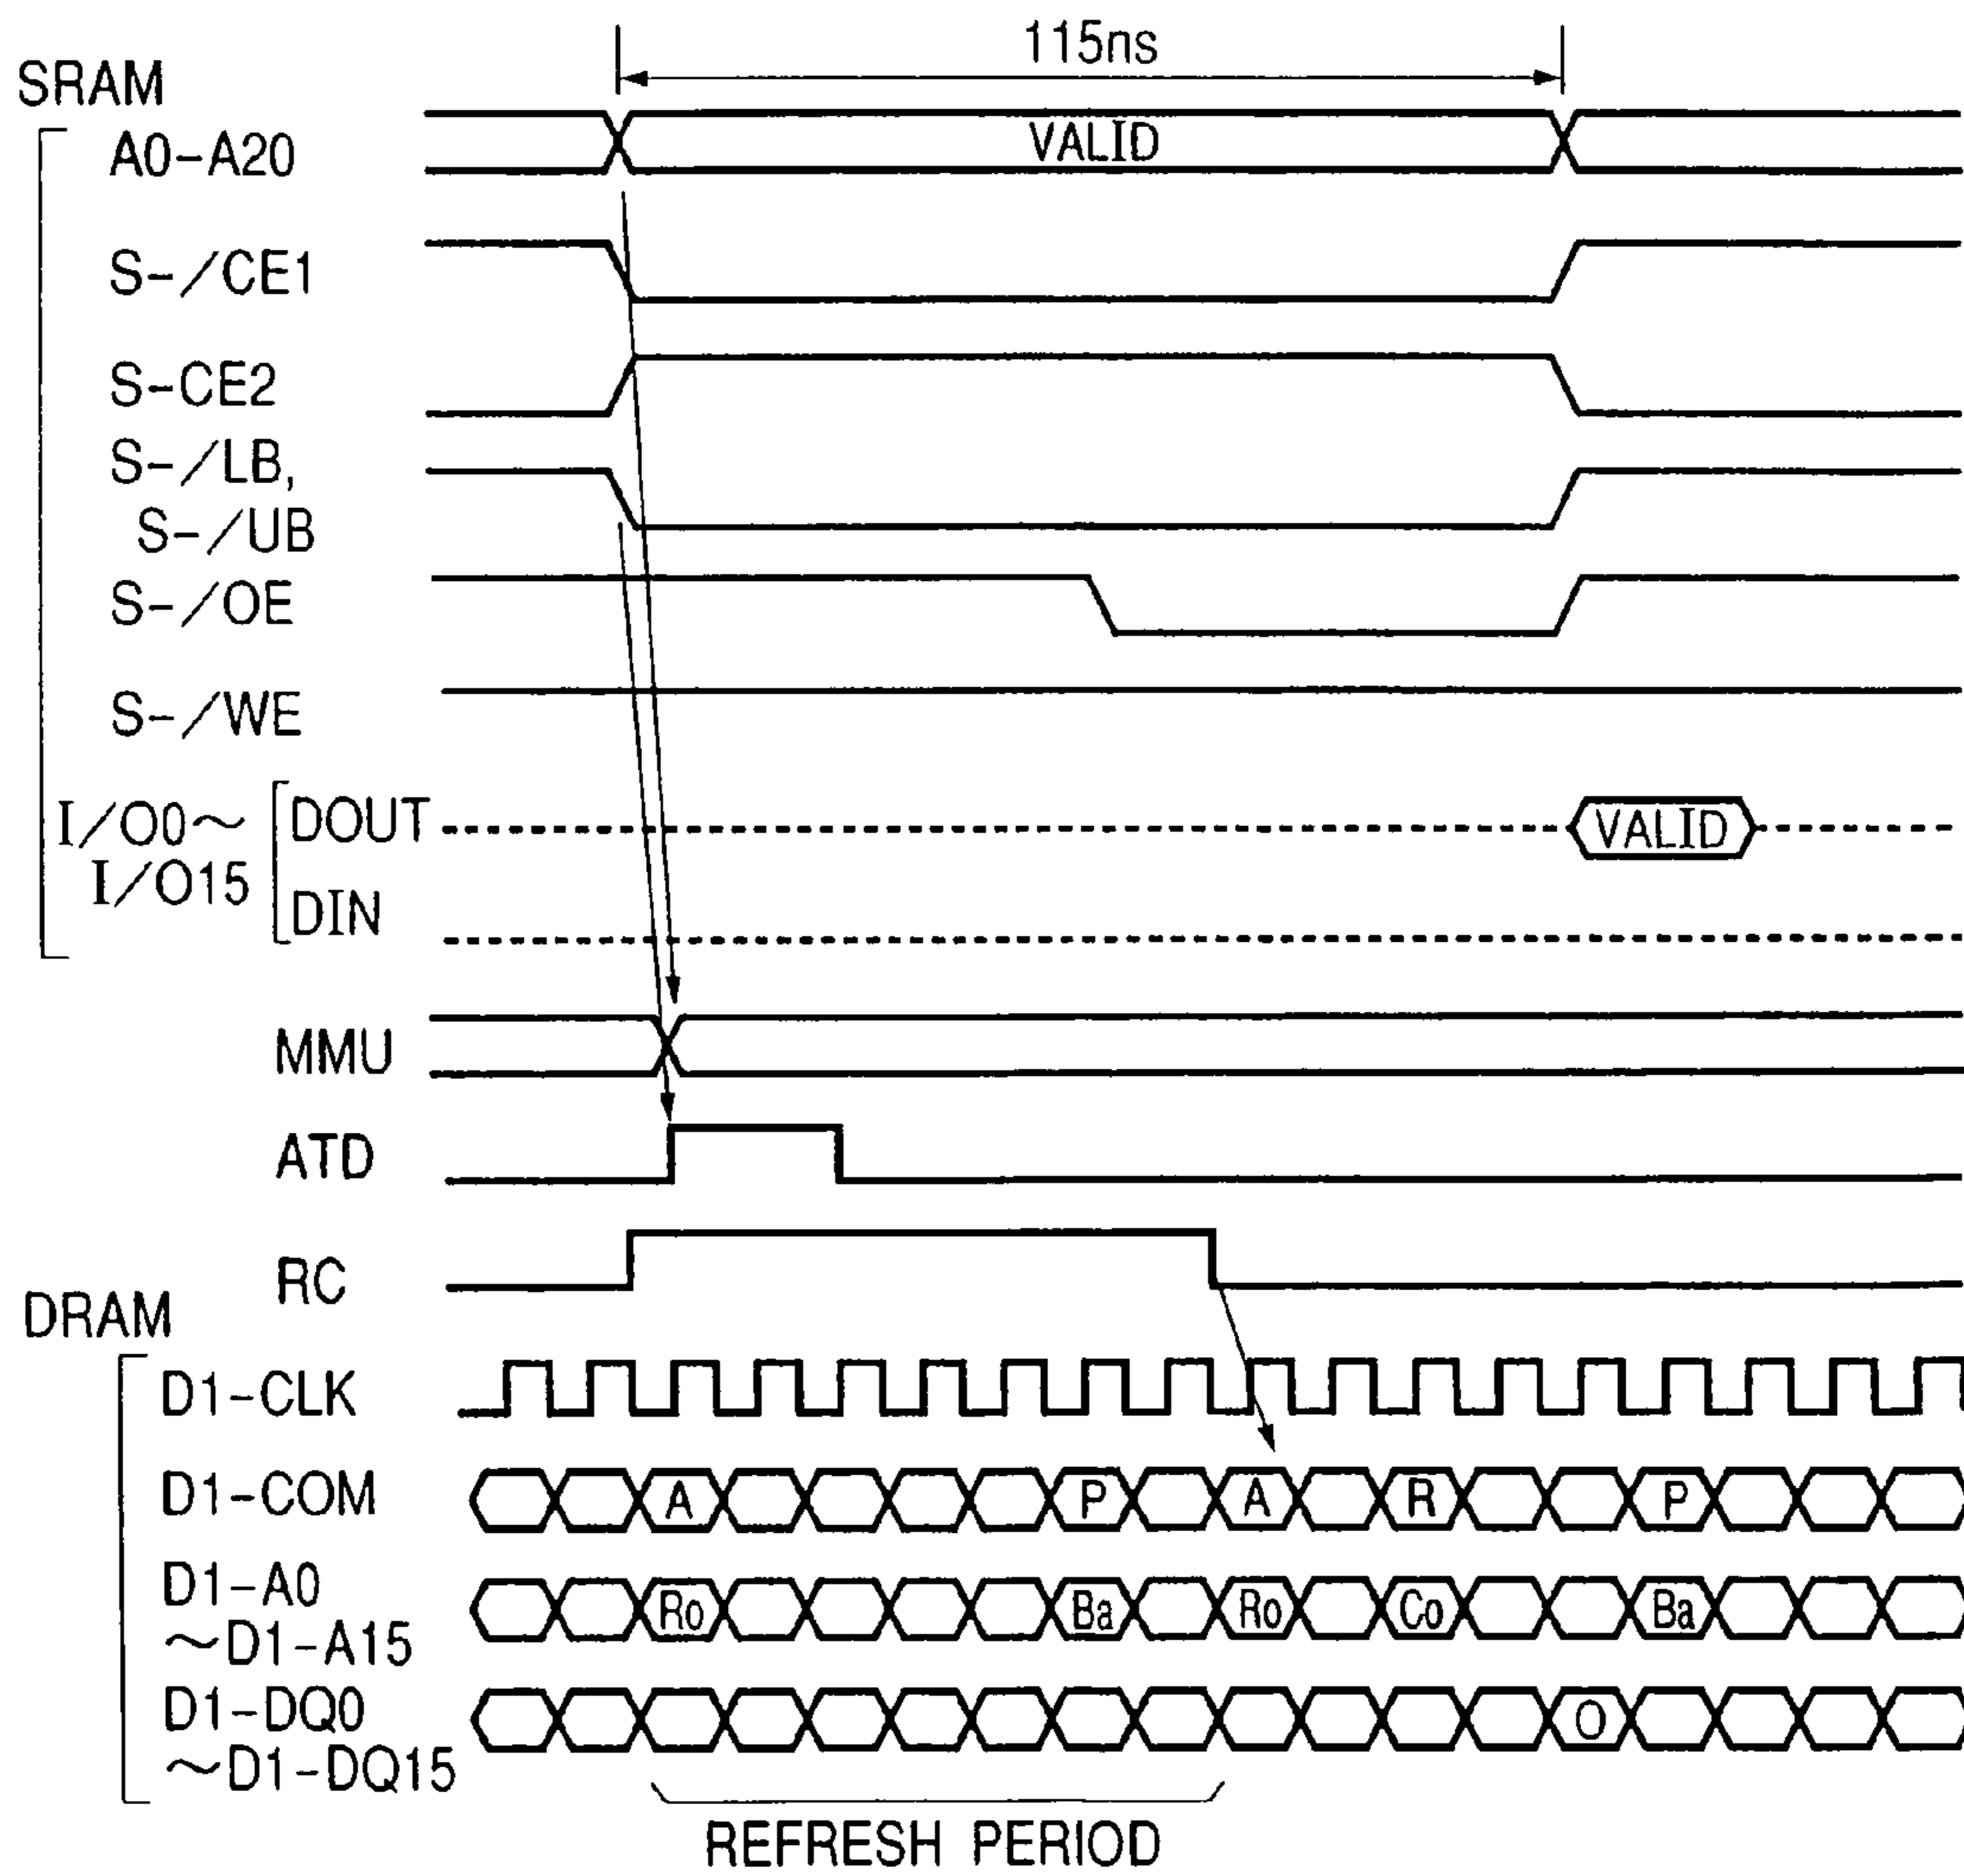 115ns
SRAM
A0-A20 VALID
S-/CE1
S-CE2
S-/LB,
S-/UB
S-/OE
S-/WE
I/O0～ DOUT VALID
I/O15 DIN
MMU
ATD
RC
DRAM
D1-CLK
D1-COM A P A R P
D1-A0 Ro Ba Ro Co Ba
～D1-A15
D1-DQ0 O
～D1-DQ15
REFRESH PERIOD